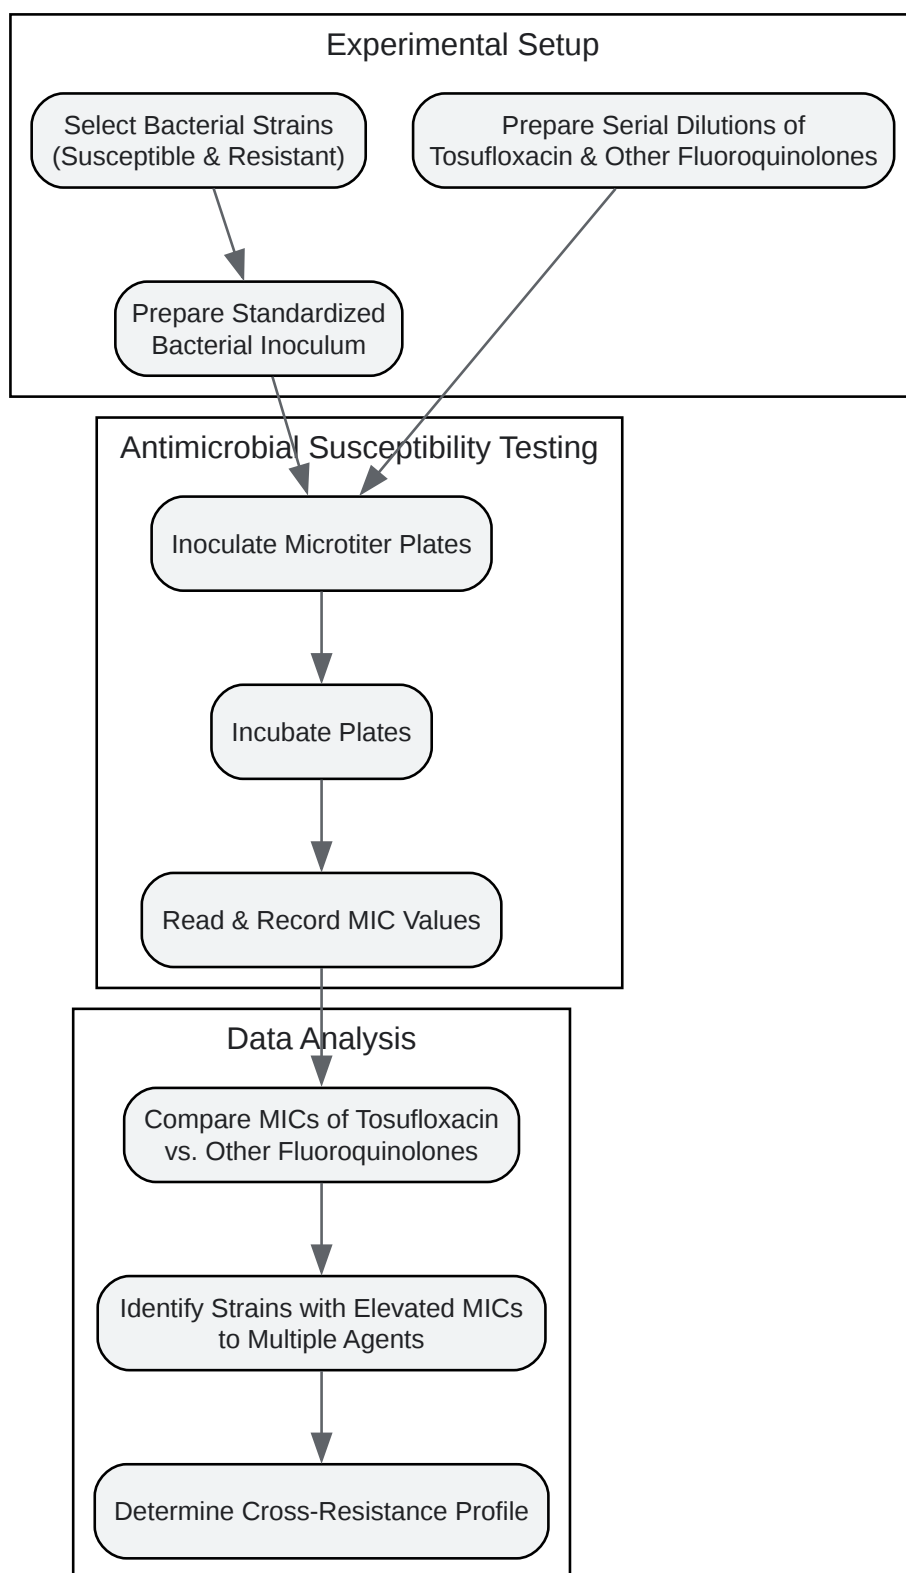 Experimental Setup
Select Bacterial Strains
(Susceptible & Resistant)
Prepare Serial Dilutions of
Tosufloxacin & Other Fluoroquinolones
Prepare Standardized
Bacterial Inoculum
Antimicrobial Susceptibility Testing
Inoculate Microtiter Plates
Incubate Plates
Read & Record MIC Values
Data Analysis
Compare MICs of Tosufloxacin
vs. Other Fluoroquinolones
Identify Strains with Elevated MICs
to Multiple Agents
Determine Cross-Resistance Profile